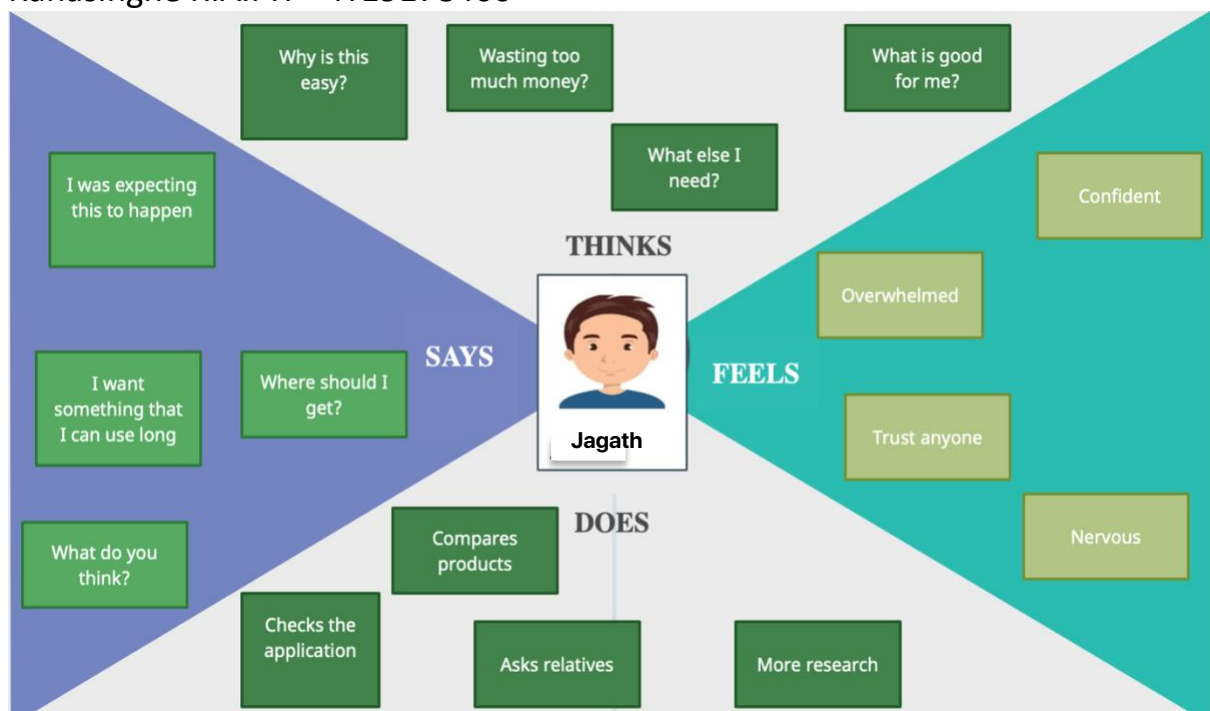 Why is this
easy?
Wasting too
much money?
What is good
for me?
What else I
need?
I was expecting
this to happen
Confident
THINKS
Overwhelmed
SAYS
FEELS
I want
something that
I can use long
Where should I
get?
Jagath
Trust anyone
DOES
What do you
think?
Compares
products
Nervous
Checks the
application
Asks relatives
More research